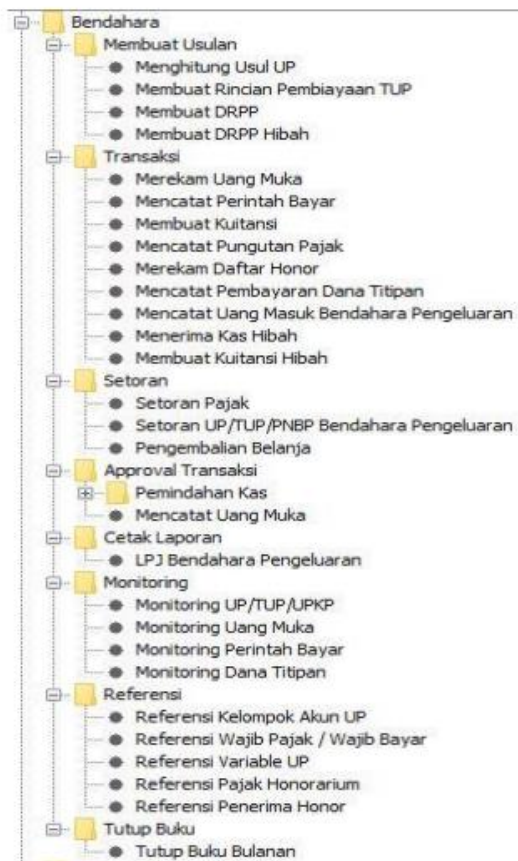 Bendahara
Membuat Usulan
Menghitung Usul UP
Membuat Rincian Pembiayaan TUP
Membuat DRPP
Membuat DRPP Hibah
Transaksi
Merekam Uang Muka
Mencatat Perintah Bayar
Membuat Kuitansi
Mencatat Pungutan Pajak
Merekam Daftar Honor
Mencatat Pembayaran Dana Titipan
Mencatat Uang Masuk Bendahara Pengeluaran
Menerima Kas Hibah
Membuat Kuitansi Hibah
Setoran
Setoran Pajak
Setoran UP/TUP/PNBP Bendahara Pengeluaran
Pengembalian Belanja
Approval Transaksi
Pemindahan Kas
Mencatat Uang Muka
Cetak Laporan
LPJ Bendahara Pengeluaran
Monitoring
Monitoring UP/TUP/UPKP
Monitoring Uang Muka
Monitoring Perintah Bayar
Monitoring Dana Titipan
Referensi
Referensi Kelompok Akun UP
Referensi Wajib Pajak / Wajib Bayar
Referensi Variable UP
Referensi Pajak Honorarium
Referensi Penerima Honor
Tutup Buku
Tutup Buku Bulanan